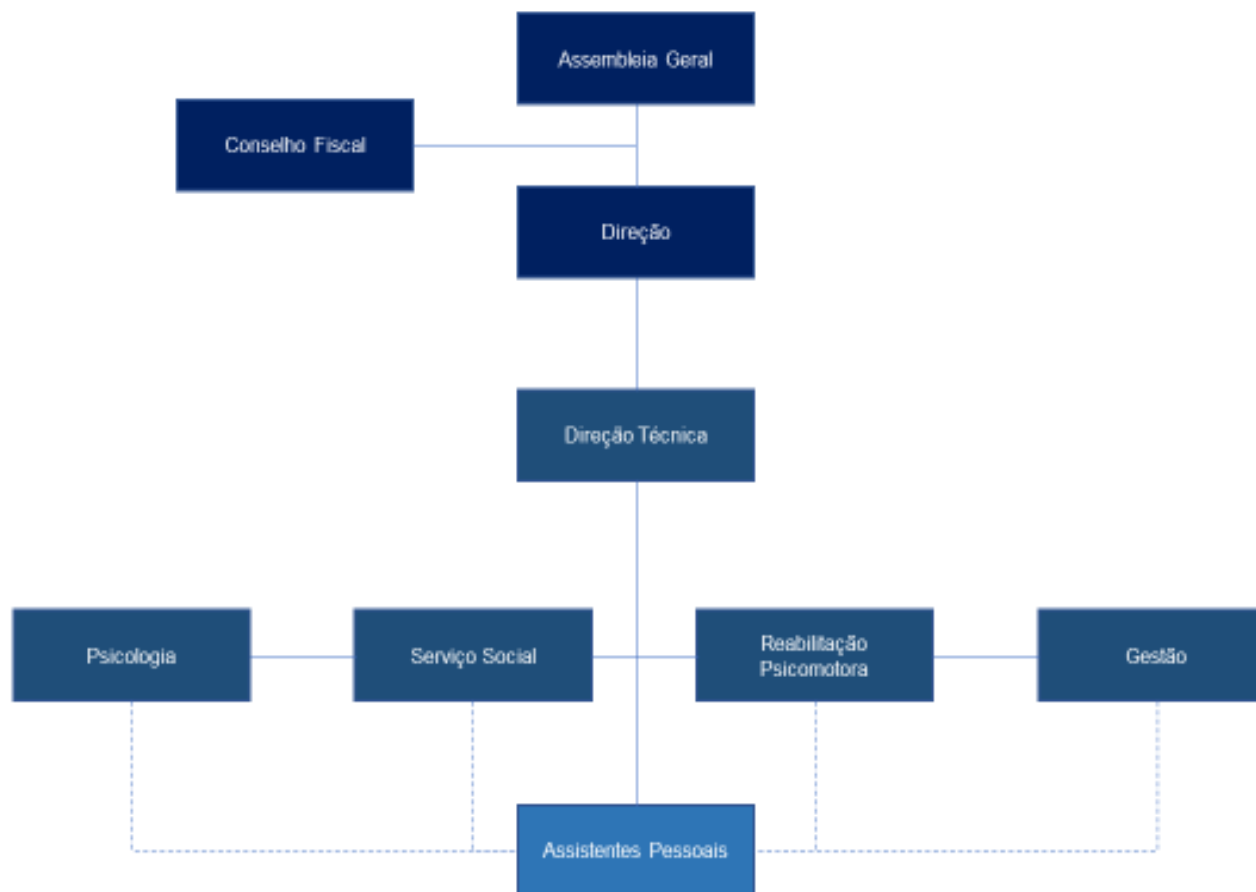 Assembleia Geral
Conselho Fiscal
Direção
Direção Técnica
Psicologia
Serviço Social
Reabilitação
Psicomotora
Gestão
Assistentes Pessoais